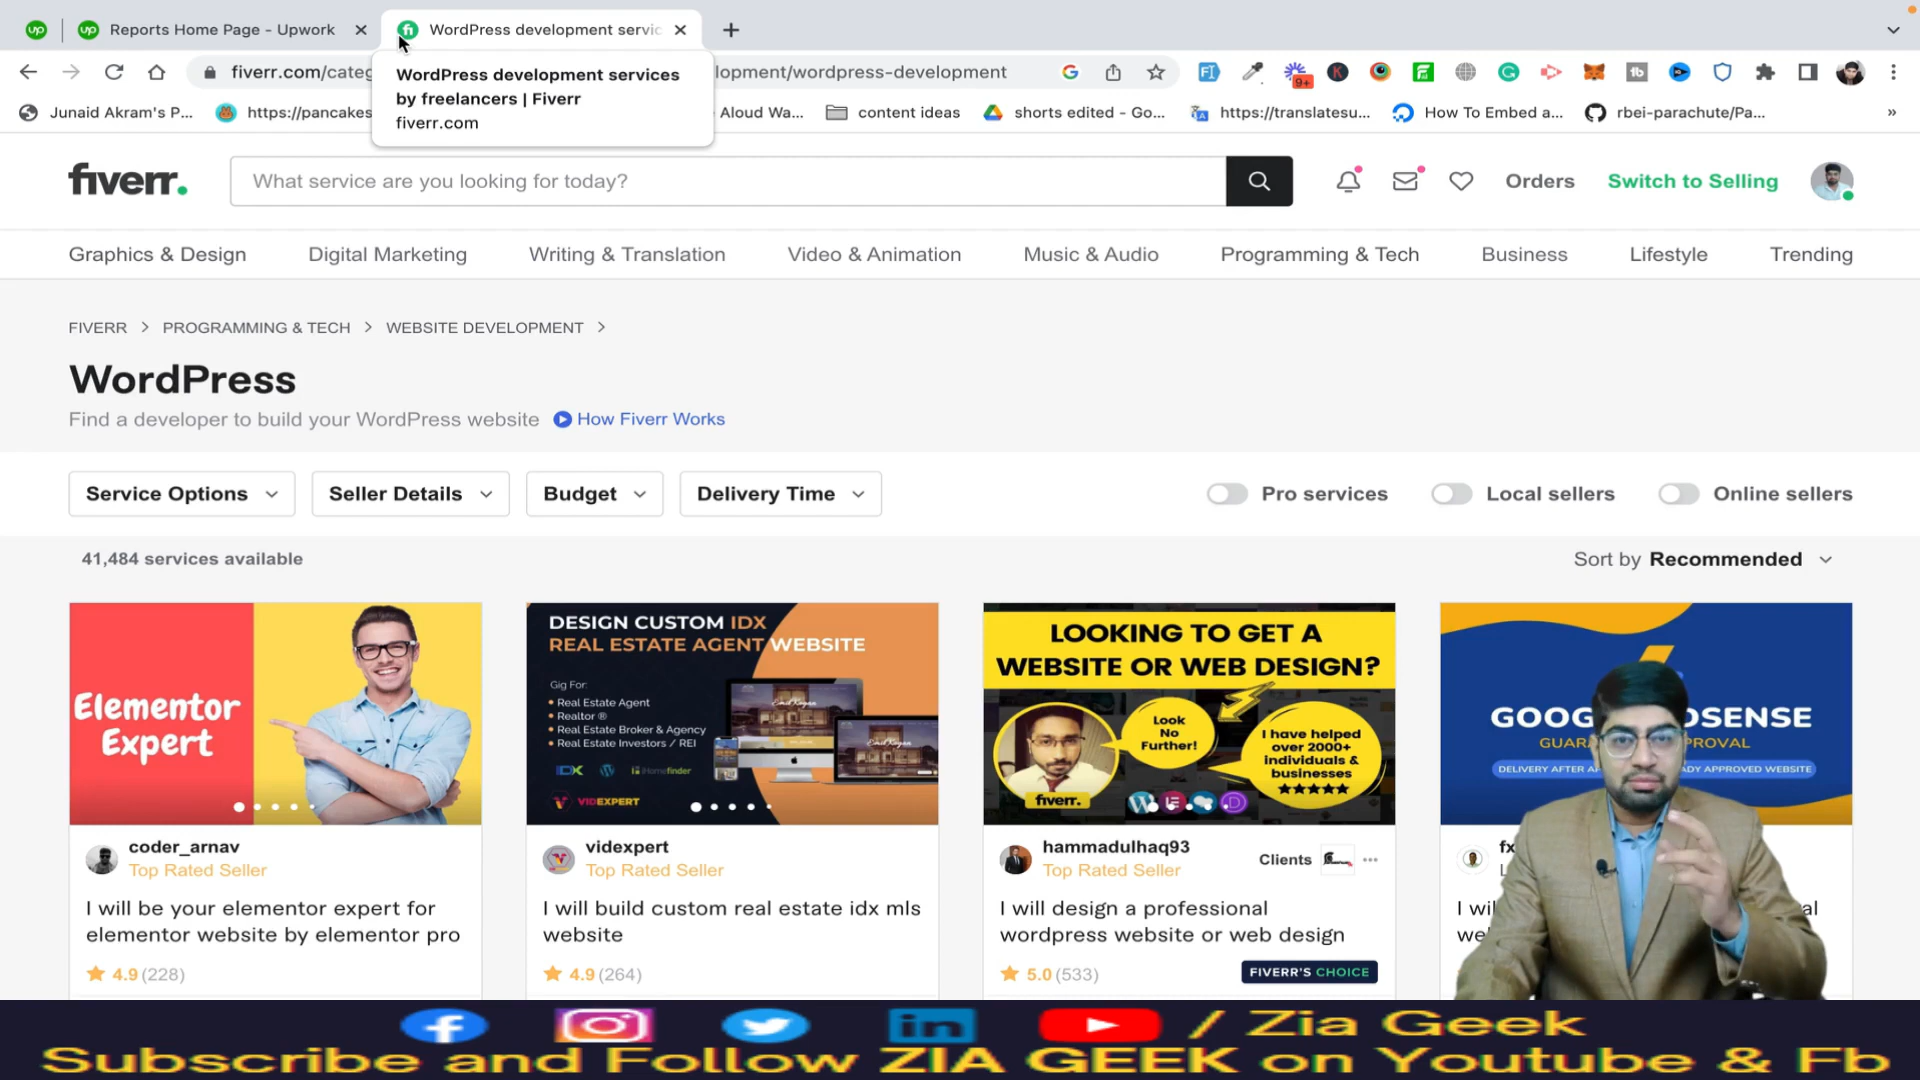 Reports Home Page - Upwork
WordPress development servic
fiverr.com/categ
lopment/wordpress-development
9+
WordPress development services
by freelancers | Fiverr
fiverr.com
Junaid Akram's P...
https://pancakes
Aloud Wa...
content ideas
shorts edited - Go...
https://translatesu...
How To Embed a...
rbei-parachute/Pa...
»
fiverr.
What service are you looking for today?
Orders
Switch to Selling
Graphics & Design
Digital Marketing
Writing & Translation
Video & Animation
Music & Audio
Programming & Tech
Business
Lifestyle
Trending
FIVERR > PROGRAMMING & TECH > WEBSITE DEVELOPMENT >
WordPress
Find a developer to build your WordPress website
How Fiverr Works
Service Options
Seller Details
Budget
Delivery Time
Pro services
Local sellers
Online sellers
41,484 services available
Sort by Recommended
Elementor
Expert
coder_arnav
Top Rated Seller
I will be your elementor expert for
elementor website by elementor pro
4.9 (228)
DESIGN CUSTOM IDX
REAL ESTATE AGENT WEBSITE
Gig For:
• Real Estate Agent
• Realtor ®
• Real Estate Broker & Agency
• Real Estate Investors / REI
IDX
iHomefinder
VIDEXPERT
videxpert
Top Rated Seller
I will build custom real estate idx mls
website
4.9 (264)
LOOKING TO GET A
WEBSITE OR WEB DESIGN?
Look
No
Further!
I have helped
over 2000+
individuals &
businesses
★★★★★
fiverr.
hammadulhaq93
Top Rated Seller
Clients
I will design a professional
wordpress website or web design
5.0 (533)
FIVERR'S CHOICE
GOOG DSENSE
GUAR PROVAL
DELIVERY AFTER A DY APPROVED WEBSITE
fx
L
I wil al
we
/ Zia Geek
Subscribe and Follow ZIA GEEK on Youtube & Fb